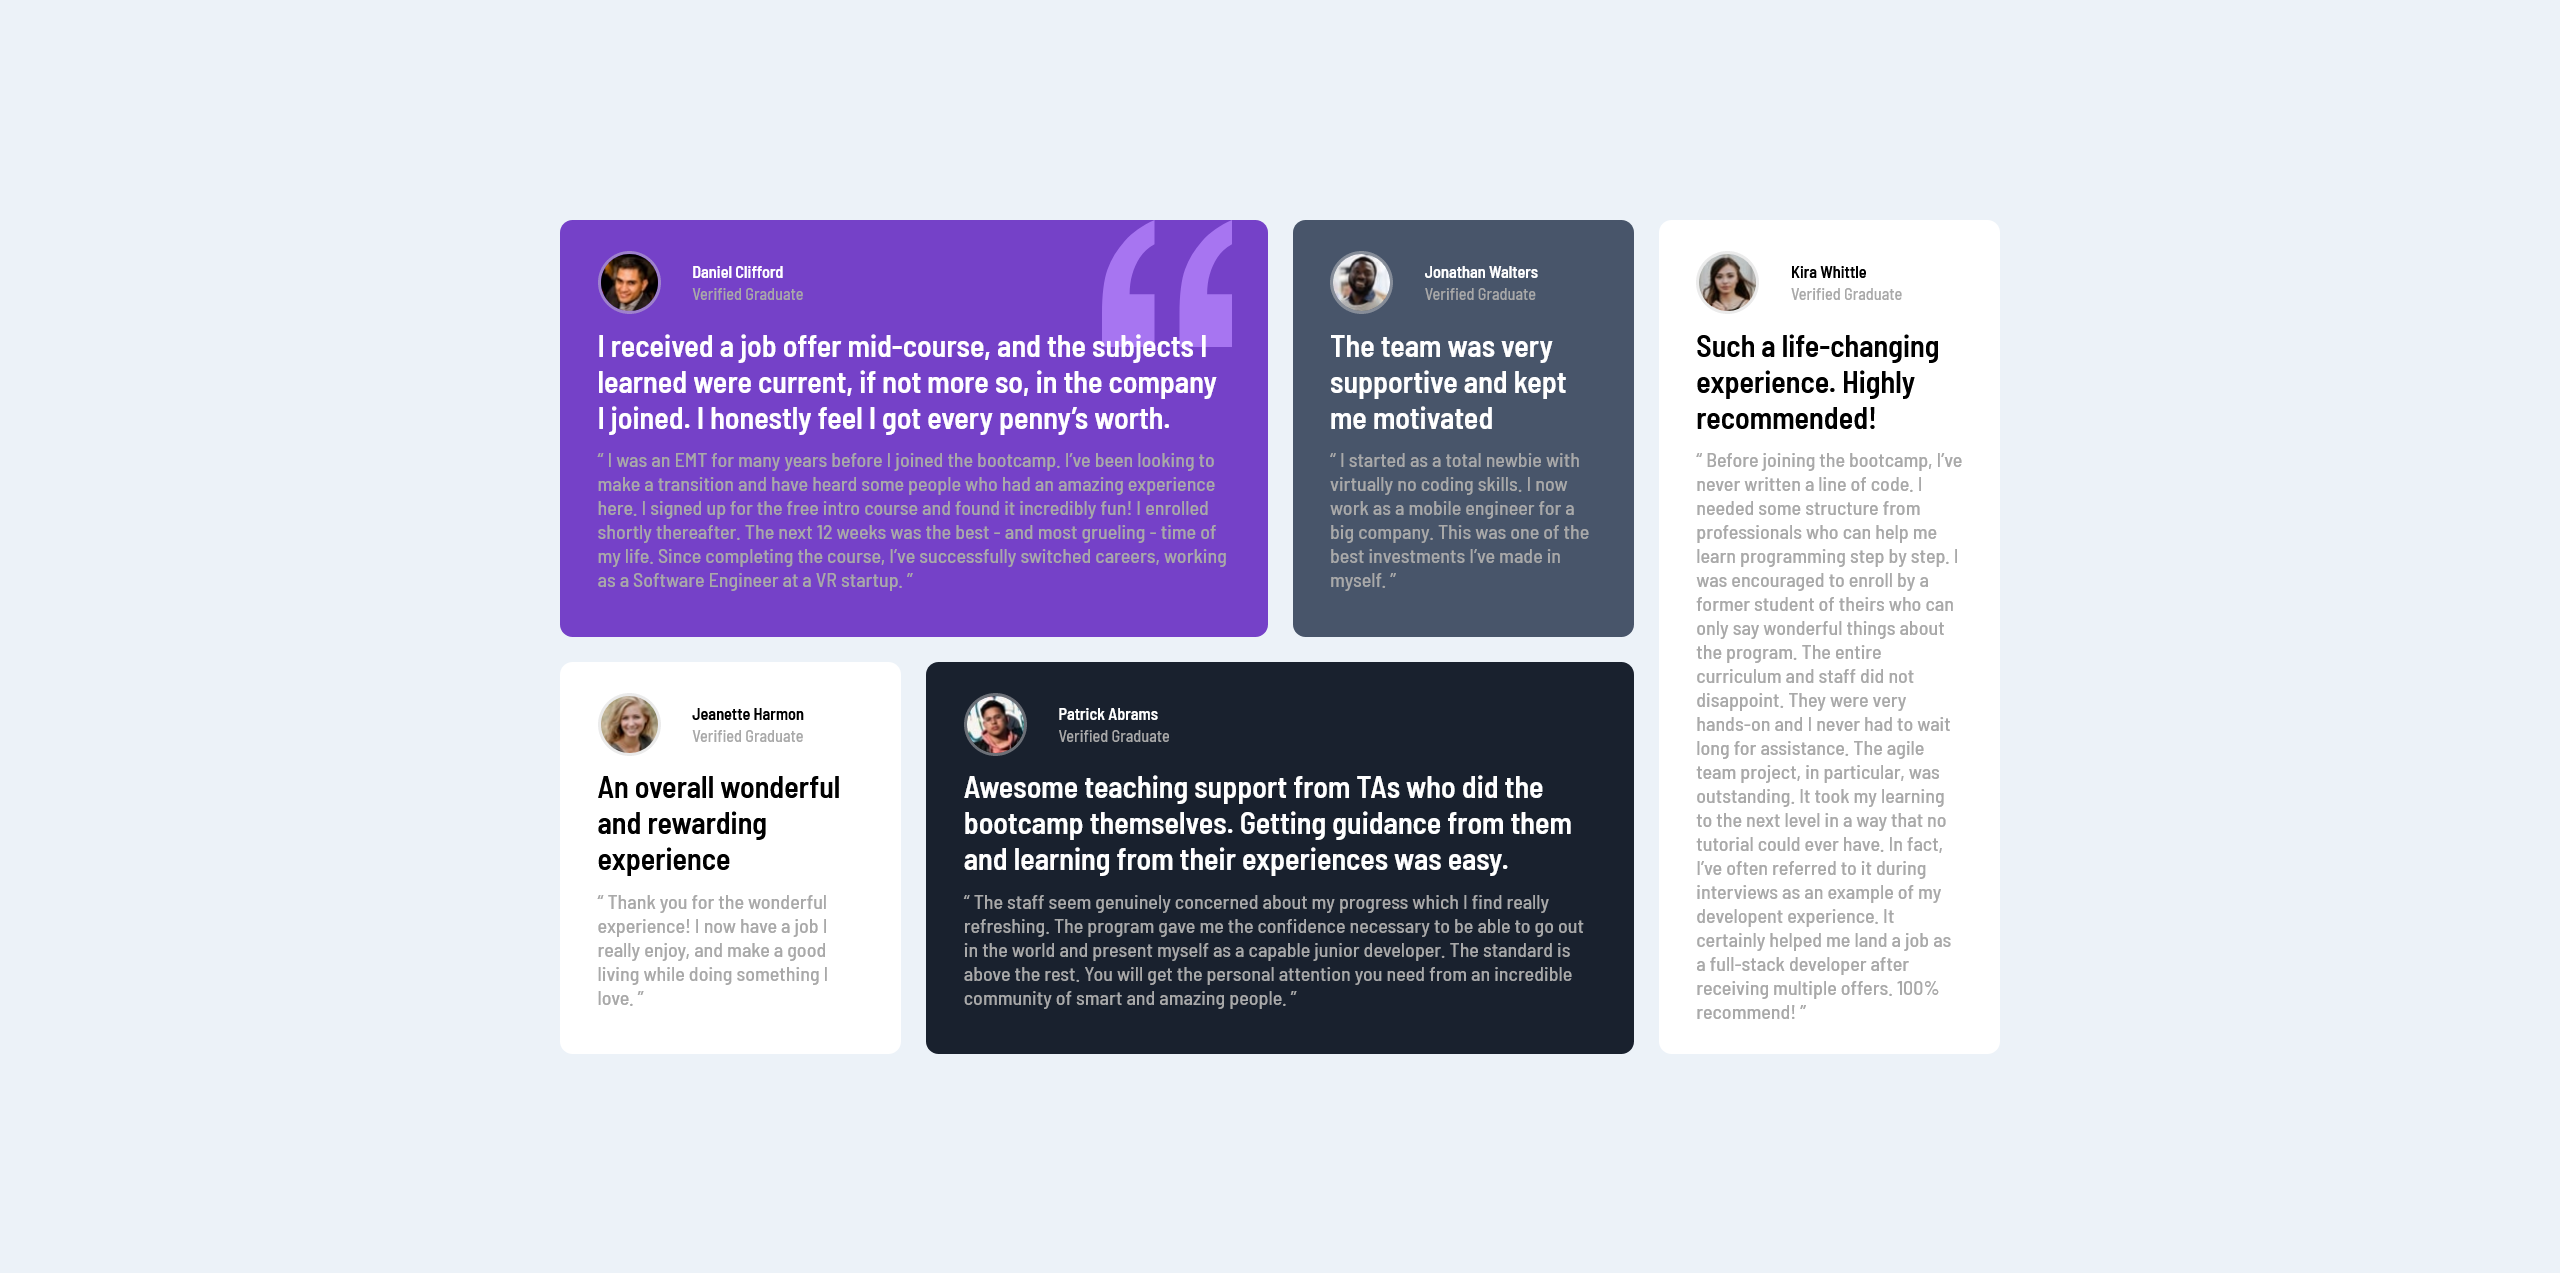 Daniel Clifford
Verified Graduate
I received a job offer mid-course, and the subjects I
learned were current, if not more so, in the company
I joined. I honestly feel I got every penny’s worth.
“ I was an EMT for many years before I joined the bootcamp. I’ve been looking to
make a transition and have heard some people who had an amazing experience
here. I signed up for the free intro course and found it incredibly fun! I enrolled
shortly thereafter. The next 12 weeks was the best - and most grueling - time of
my life. Since completing the course, I’ve successfully switched careers, working
as a Software Engineer at a VR startup. ”
Jonathan Walters
Verified Graduate
The team was very
supportive and kept
me motivated
“ I started as a total newbie with
virtually no coding skills. I now
work as a mobile engineer for a
big company. This was one of the
best investments I’ve made in
myself. ”
Kira Whittle
Verified Graduate
Such a life-changing
experience. Highly
recommended!
“ Before joining the bootcamp, I’ve
never written a line of code. I
needed some structure from
professionals who can help me
learn programming step by step. I
was encouraged to enroll by a
former student of theirs who can
only say wonderful things about
the program. The entire
curriculum and staff did not
disappoint. They were very
hands-on and I never had to wait
long for assistance. The agile
team project, in particular, was
outstanding. It took my learning
to the next level in a way that no
tutorial could ever have. In fact,
I’ve often referred to it during
interviews as an example of my
developent experience. It
certainly helped me land a job as
a full-stack developer after
receiving multiple offers. 100%
recommend! ”
Jeanette Harmon
Verified Graduate
An overall wonderful
and rewarding
experience
“ Thank you for the wonderful
experience! I now have a job I
really enjoy, and make a good
living while doing something I
love. ”
Patrick Abrams
Verified Graduate
Awesome teaching support from TAs who did the
bootcamp themselves. Getting guidance from them
and learning from their experiences was easy.
“ The staff seem genuinely concerned about my progress which I find really
refreshing. The program gave me the confidence necessary to be able to go out
in the world and present myself as a capable junior developer. The standard is
above the rest. You will get the personal attention you need from an incredible
community of smart and amazing people. ”